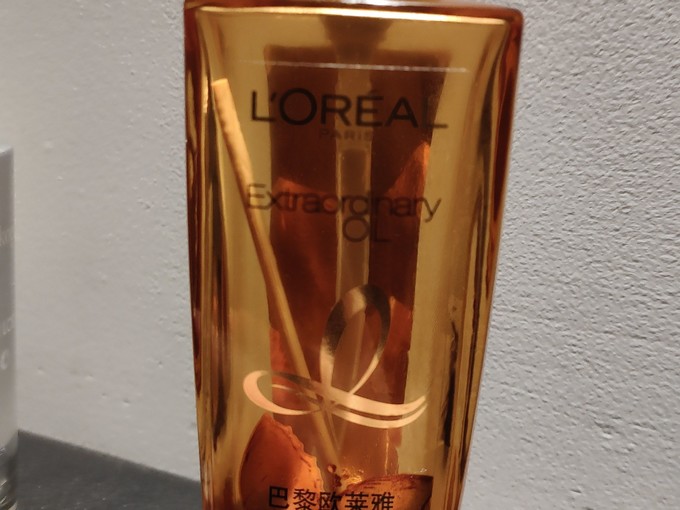 L'ORÉAL
PARIS
Extraordinary
OIL
巴黎欧莱雅